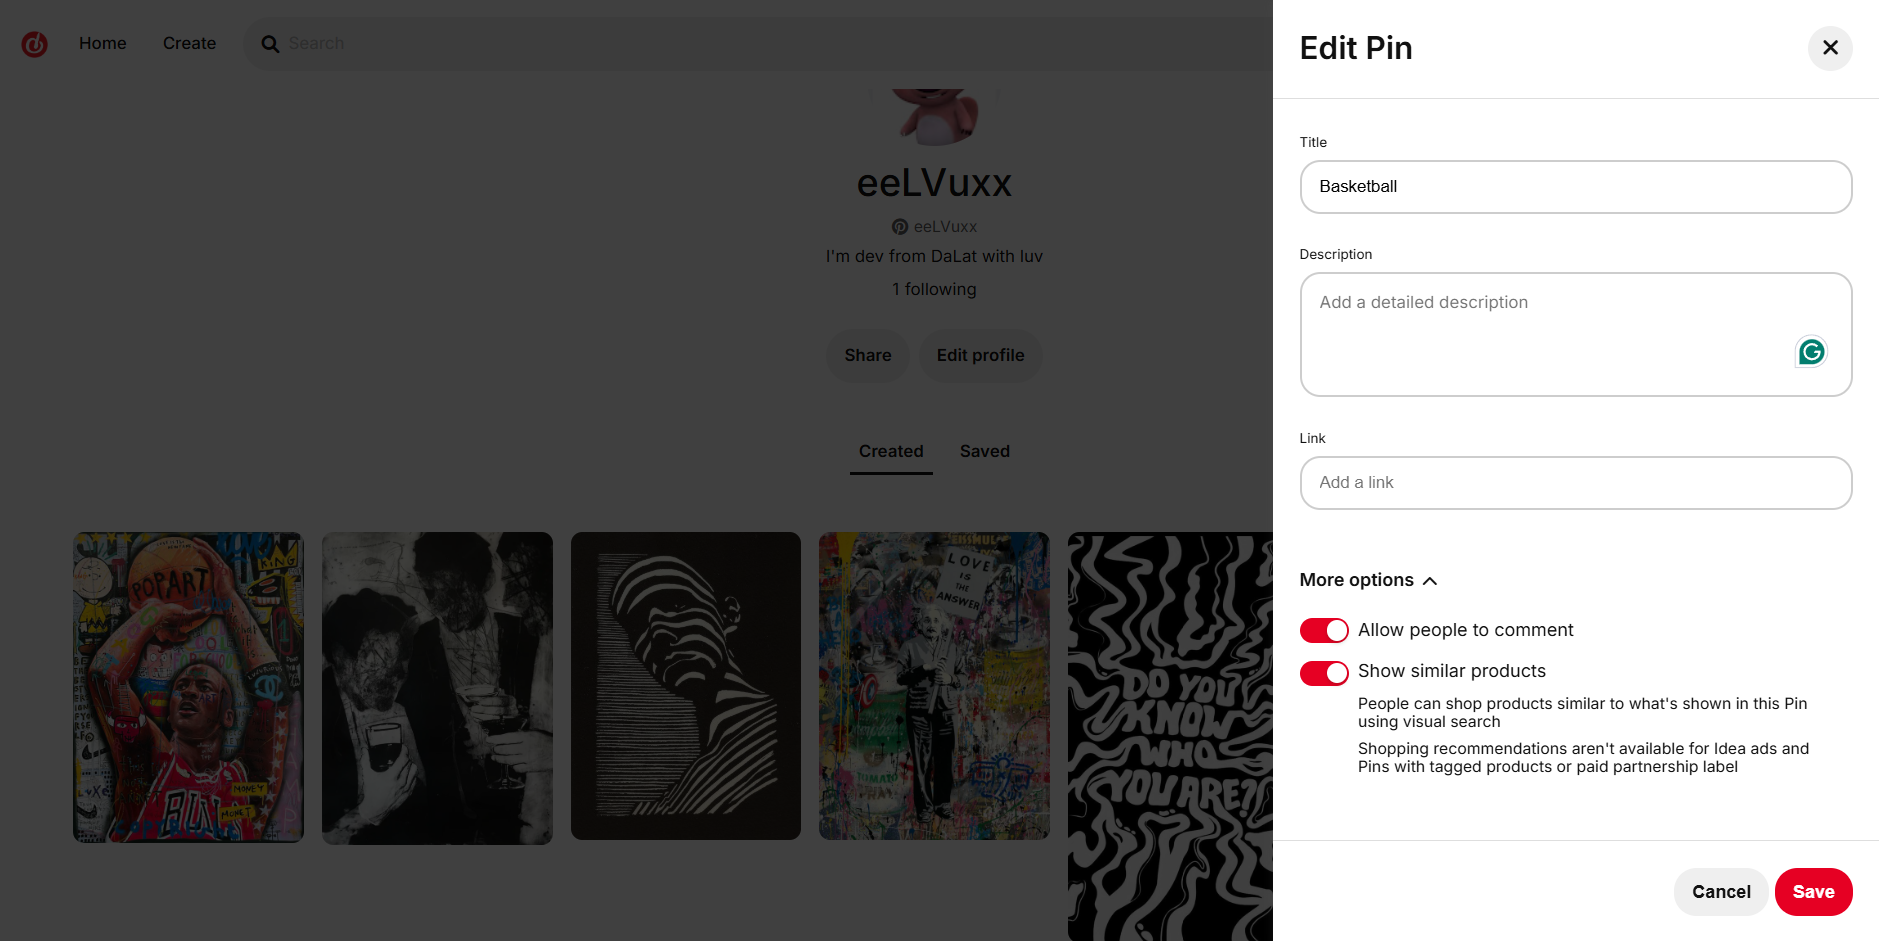 Home
Create
Search
eeLVuxx
eeLVuxx
I'm dev from DaLat with luv
1 following
Share
Edit profile
Created
Saved
POPART
KING
MONEY
MONEY
LOVE
IS
THE
ANSWER
DO YOU
KNOW
WHO
YOU ARE?
Edit Pin
Title
Basketball
Description
Add a detailed description
Link
Add a link
More options
Allow people to comment
Show similar products
People can shop products similar to what's shown in this Pin
using visual search
Shopping recommendations aren't available for Idea ads and
Pins with tagged products or paid partnership label
Cancel
Save